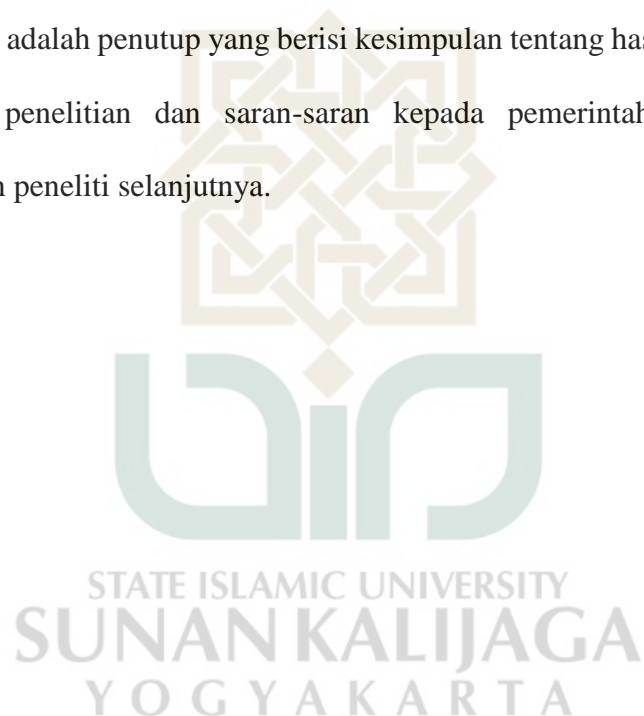 adalah penutup yang berisi kesimpulan tentang has
penelitian dan saran-saran kepada pemerintah
peneliti selanjutnya.
STATE ISLAMIC UNIVERSITY
SUNAN KALIJAGA
YOGYAKARTA